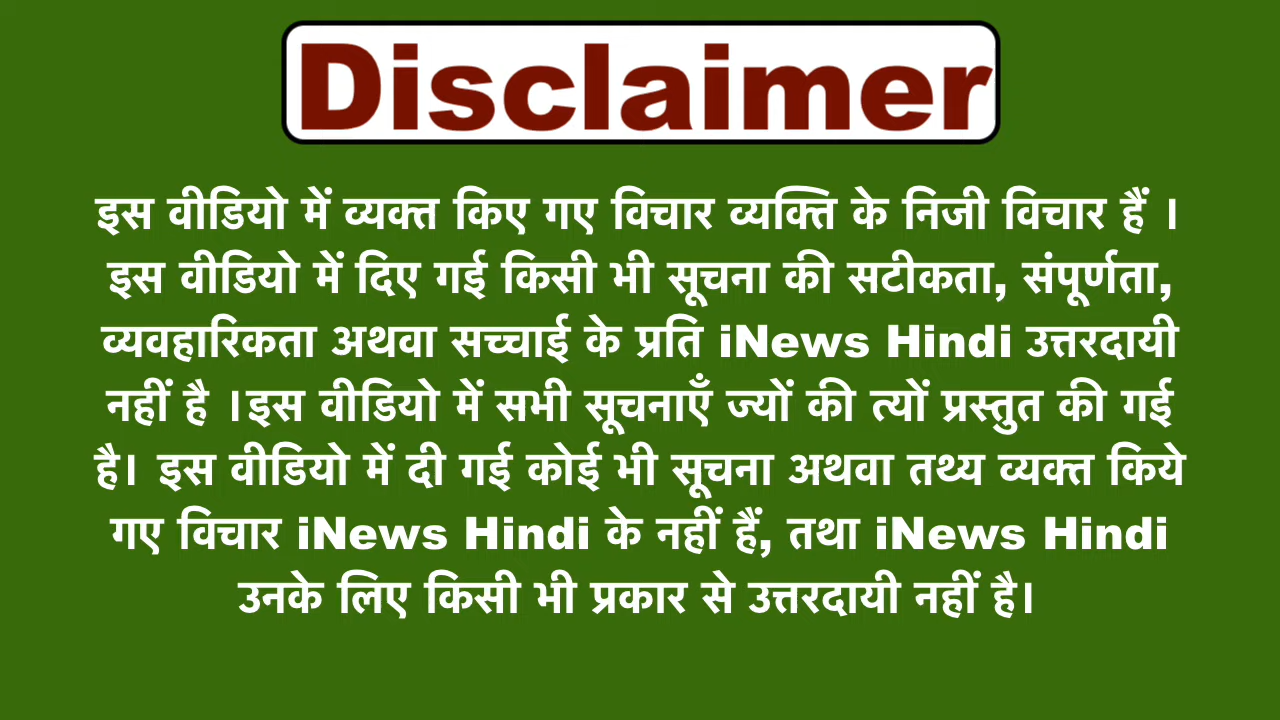 Disclaimer
इस वीडियो में व्यक्त किए गए विचार व्यक्ति के निजी विचार हैं ।
इस वीडियो में दिए गई किसी भी सूचना की सटीकता, संपूर्णता,
व्यवहारिकता अथवा सच्चाई के प्रति iNews Hindi उत्तरदायी
नहीं है ।इस वीडियो में सभी सूचनाएँ ज्यों की त्यों प्रस्तुत की गई
है। इस वीडियो में दी गई कोई भी सूचना अथवा तथ्य व्यक्त किये
गए विचार iNews Hindi के नहीं हैं, तथा iNews Hindi
उनके लिए किसी भी प्रकार से उत्तरदायी नहीं है।